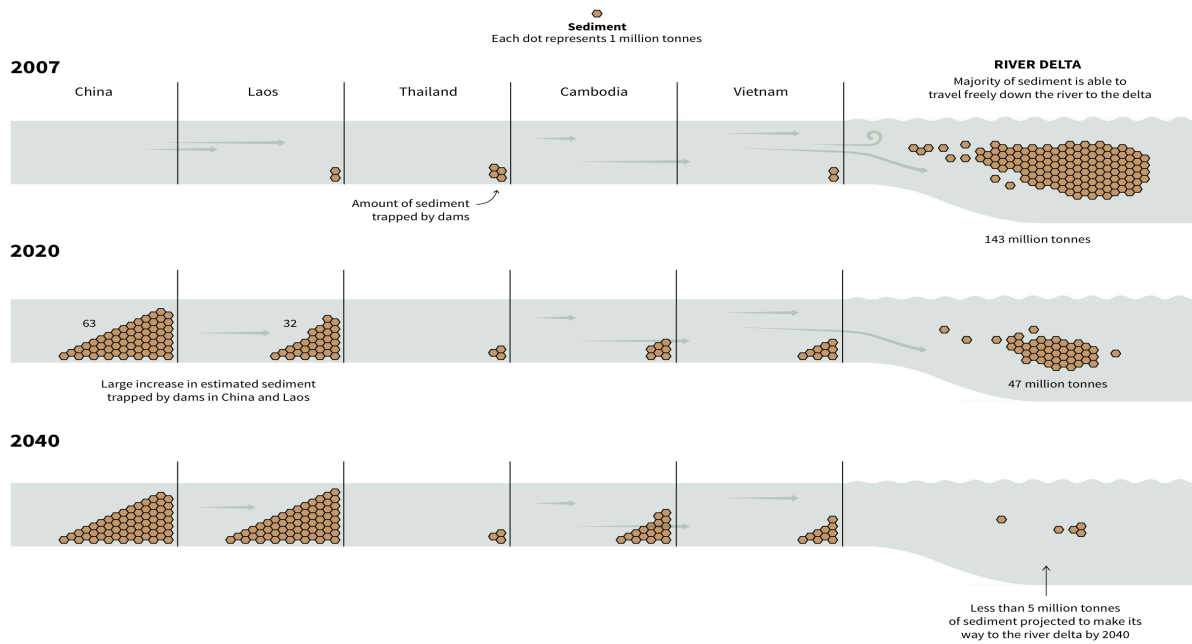 Sediment
Each dot represents 1 million tonnes
2007
China
Laos
Thailand
Cambodia
Vietnam
RIVER DELTA
Majority of sediment is able to
travel freely down the river to the delta
Amount of sediment
trapped by dams
143 million tonnes
2020
63
32
Large increase in estimated sediment
trapped by dams in China and Laos
47 million tonnes
2040
Less than 5 million tonnes
of sediment projected to make its
way to the river delta by 2040